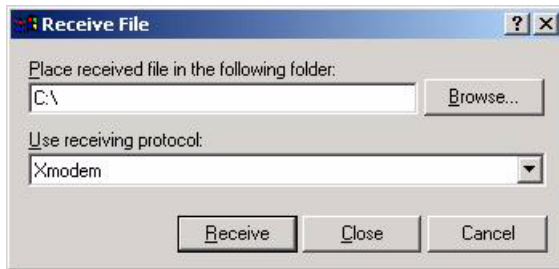 Receive File
Place received file in the following folder:
C:\
Browse...
Use receiving protocol:
Xmodem
Receive
Close
Cancel